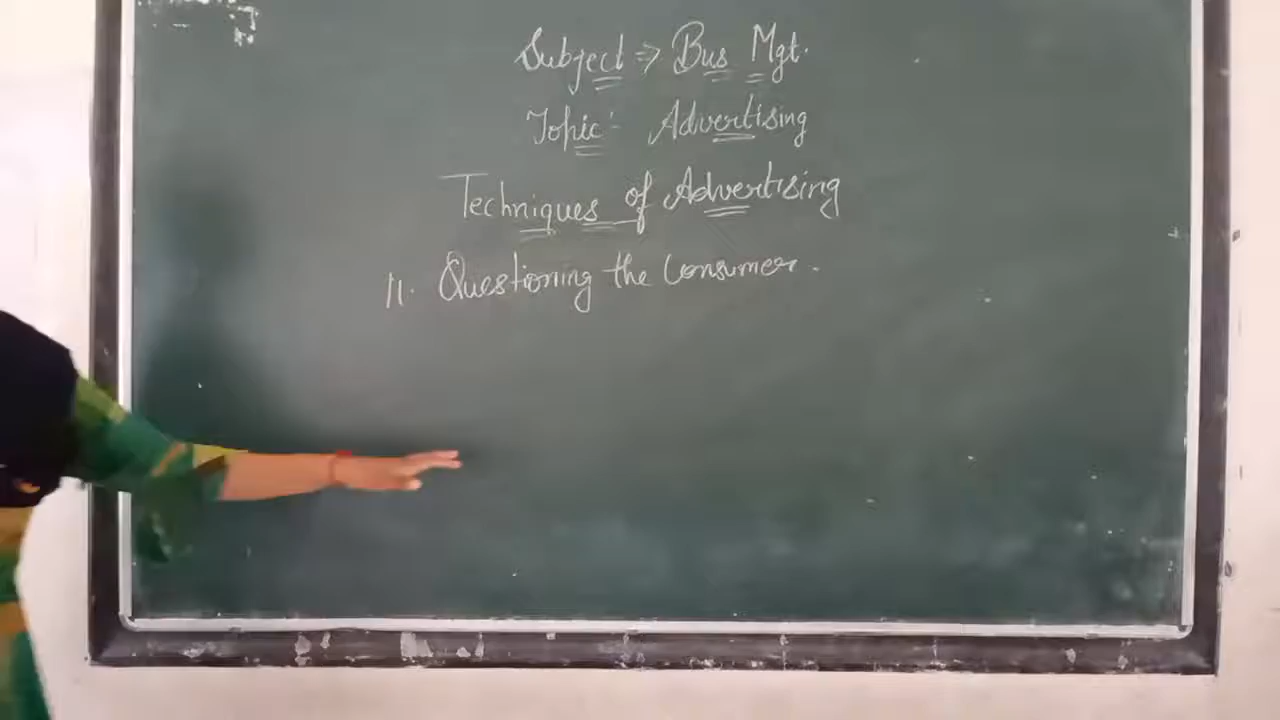 Subject => Bus Mgt.
Topic: Advertising
Techniques of Advertising
11. Questioning the Consumer.